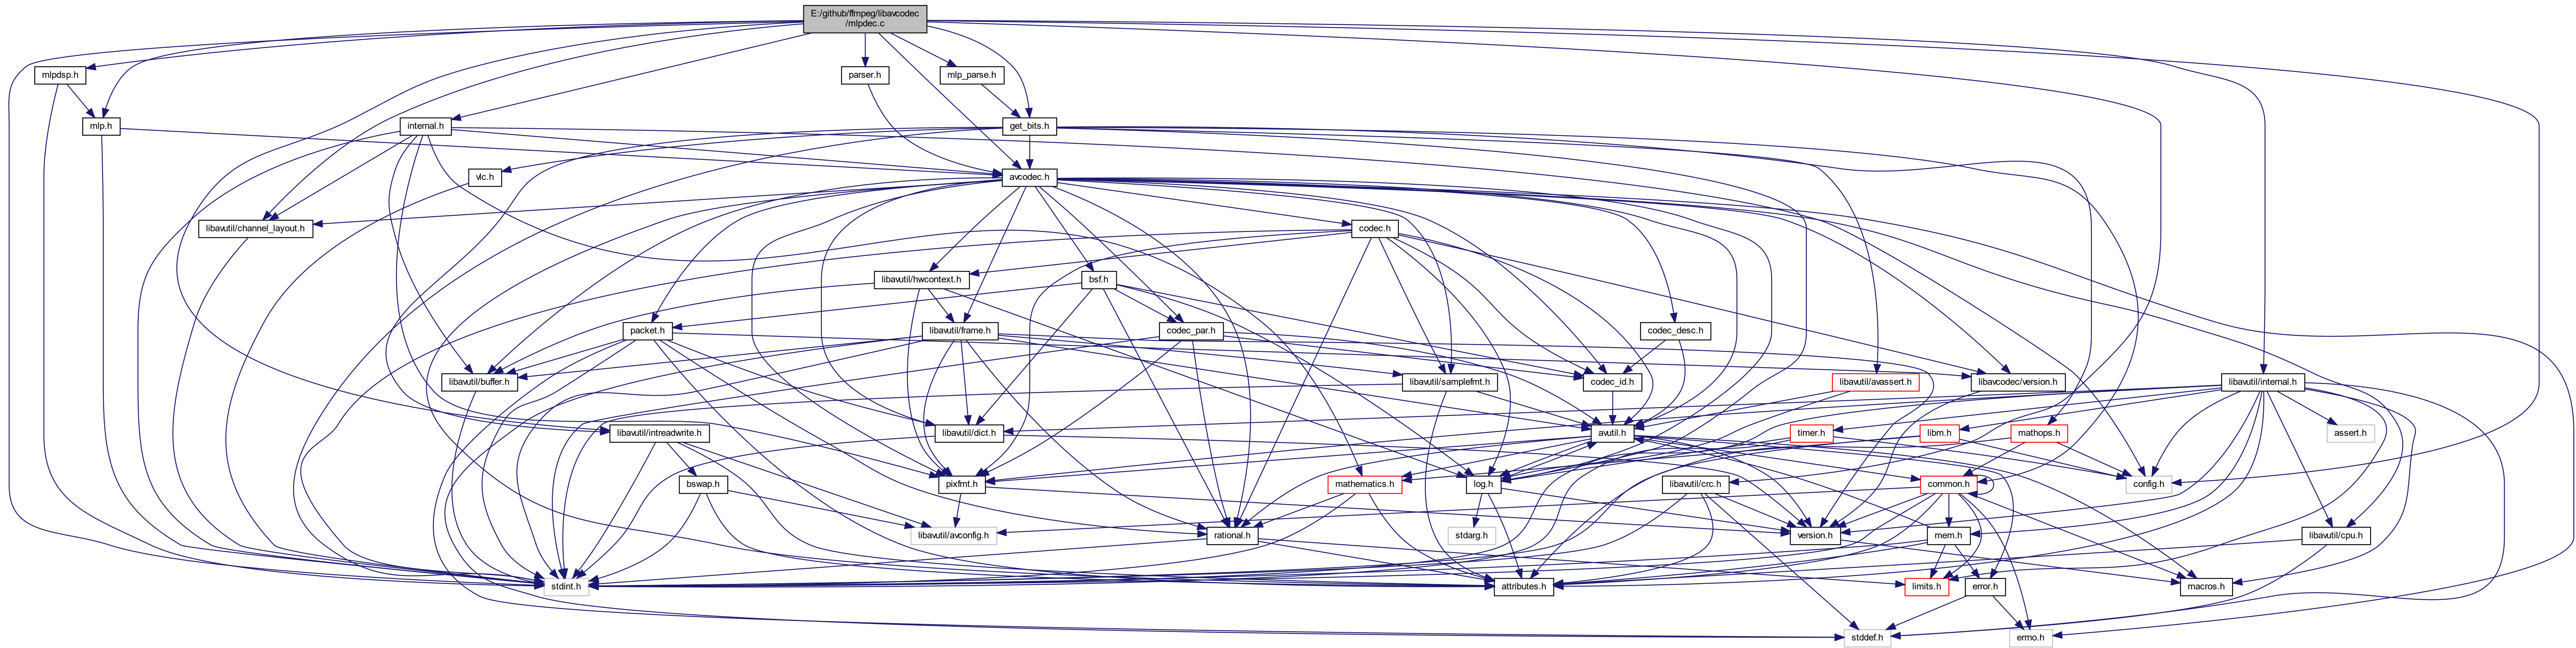 E:/github/ffmpeg/libavcodec
/mlpdec.c
mlpdsp.h
parser.h
mlp_parse.h
mlp.h
internal.h
get_bits.h
vlc.h
avcodec.h
libavutil/channel_layout.h
codec.h
libavutil/hwcontext.h
bsf.h
packet.h
libavutil/frame.h
codec_par.h
codec_desc.h
libavutil/buffer.h
libavutil/samplefmt.h
codec_id.h
libavutil/avassert.h
libavcodec/version.h
libavutil/internal.h
libavutil/intreadwrite.h
libavutil/dict.h
avutil.h
timer.h
libm.h
mathops.h
assert.h
bswap.h
pixfmt.h
mathematics.h
log.h
libavutil/crc.h
common.h
config.h
libavutil/avconfig.h
rational.h
stdarg.h
version.h
mem.h
libavutil/cpu.h
stdint.h
attributes.h
limits.h
error.h
macros.h
stddef.h
errno.h